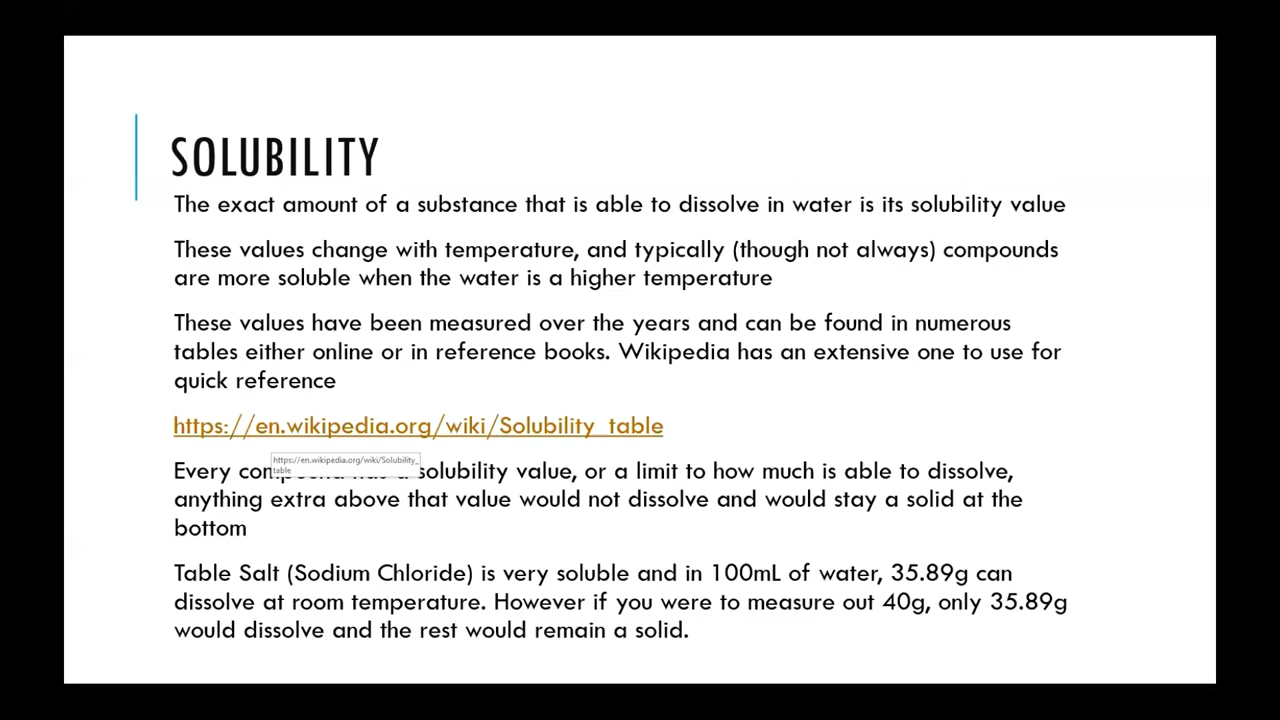 SOLUBILITY
The exact amount of a substance that is able to dissolve in water is its solubility value
These values change with temperature, and typically (though not always) compounds
are more soluble when the water is a higher temperature
These values have been measured over the years and can be found in numerous
tables either online or in reference books. Wikipedia has an extensive one to use for
quick reference
https://en.wikipedia.org/wiki/Solubility_table
https://en.wikipedia.org/wiki/Solubility_
table
Every solubility value, or a limit to how much is able to dissolve,
anything extra above that value would not dissolve and would stay a solid at the
bottom
Table Salt (Sodium Chloride) is very soluble and in 100mL of water, 35.89g can
dissolve at room temperature. However if you were to measure out 40g, only 35.89g
would dissolve and the rest would remain a solid.